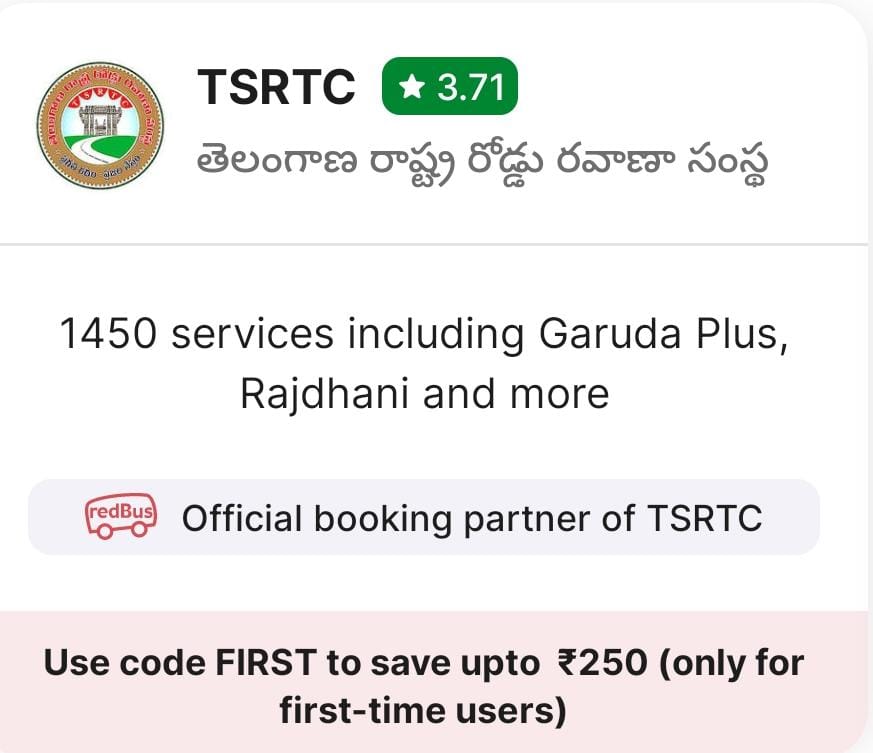 TSRTC ★ 3.71
తెలంగాణ రాష్ట్ర రోడ్డు రవాణా సంస్థ
1450 services including Garuda Plus,
Rajdhani and more
redBus Official booking partner of TSRTC
Use code FIRST to save upto ₹250 (only for
first-time users)